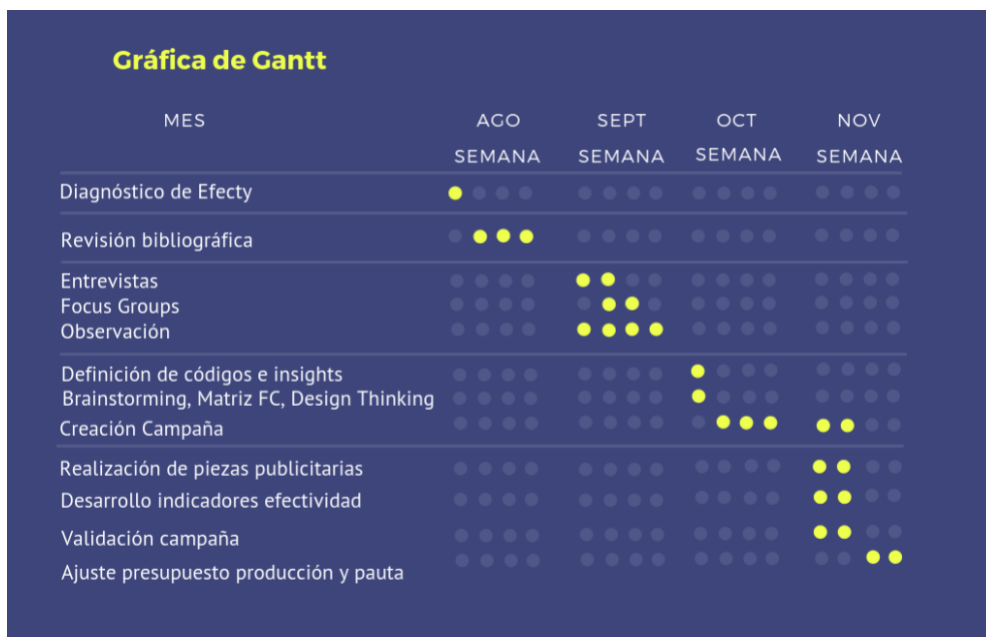 Gráfica de Gantt
MES AGO SEPT OCT NOV
SEMANA SEMANA SEMANA SEMANA
Diagnóstico de Efecty
Revisión bibliográfica
Entrevistas
Focus Groups
Observación
Definición de códigos e insights
Brainstorming, Matriz FC, Design Thinking
Creación Campaña
Realización de piezas publicitarias
Desarrollo indicadores efectividad
Validación campaña
Ajuste presupuesto producción y pauta